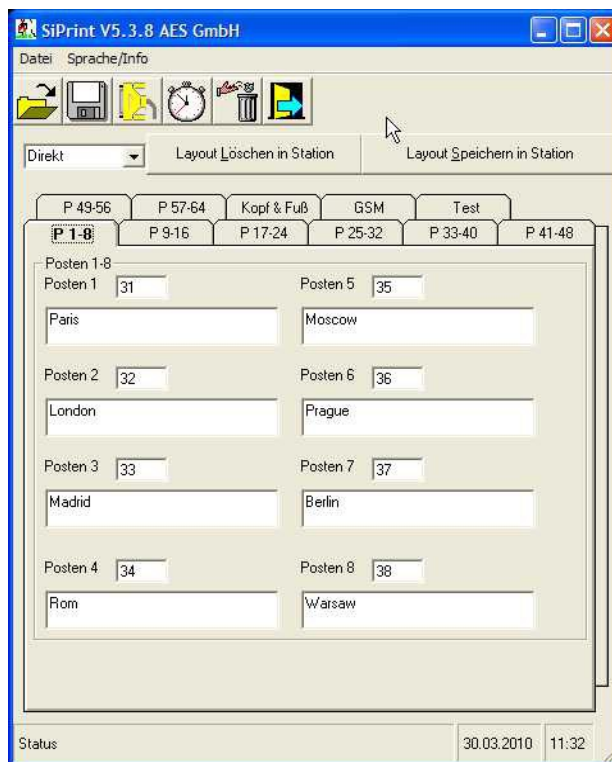 SiPrint V5.3.8 AES GmbH
Datei Sprache/Info
Direkt Layout Löschen in Station Layout Speichern in Station
P 49-56 P 57-64 Kopf & Fuß GSM Test
P 1-8 P 9-16 P 17-24 P 25-32 P 33-40 P 41-48
Posten 1-8
Posten 1 31 Posten 5 35
Paris Moscow
Posten 2 32 Posten 6 36
London Prague
Posten 3 33 Posten 7 37
Madrid Berlin
Posten 4 34 Posten 8 38
Rom Warsaw
Status 30.03.2010 11:32